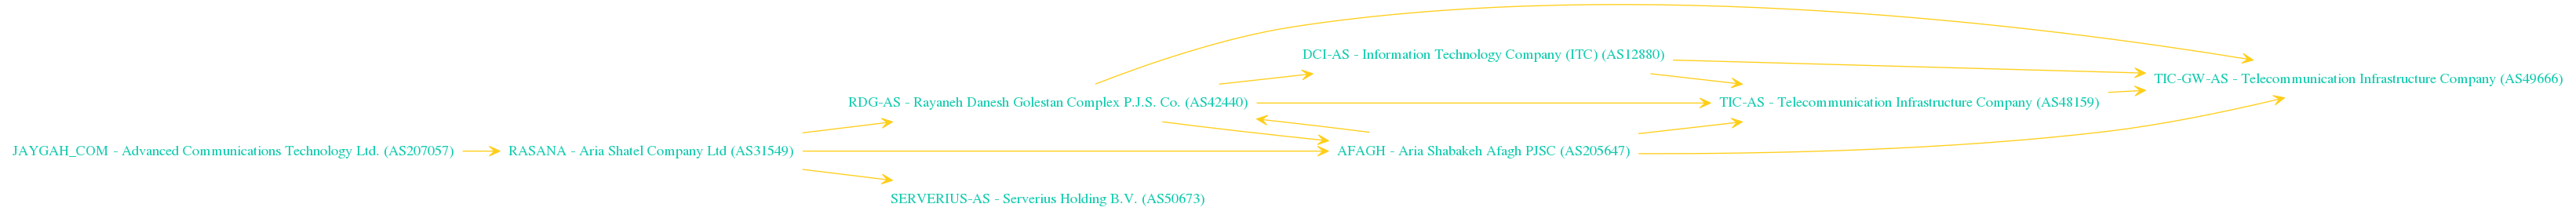 DCI-AS - Information Technology Company (ITC) (AS12880)
TIC-GW-AS - Telecommunication Infrastructure Company (AS49666)
RDG-AS - Rayaneh Danesh Golestan Complex P.J.S. Co. (AS42440)
TIC-AS - Telecommunication Infrastructure Company (AS48159)
JAYGAH_COM - Advanced Communications Technology Ltd. (AS207057)
RASANA - Aria Shatel Company Ltd (AS31549)
AFAGH - Aria Shabakeh Afagh PJSC (AS205647)
SERVERIUS-AS - Serverius Holding B.V. (AS50673)